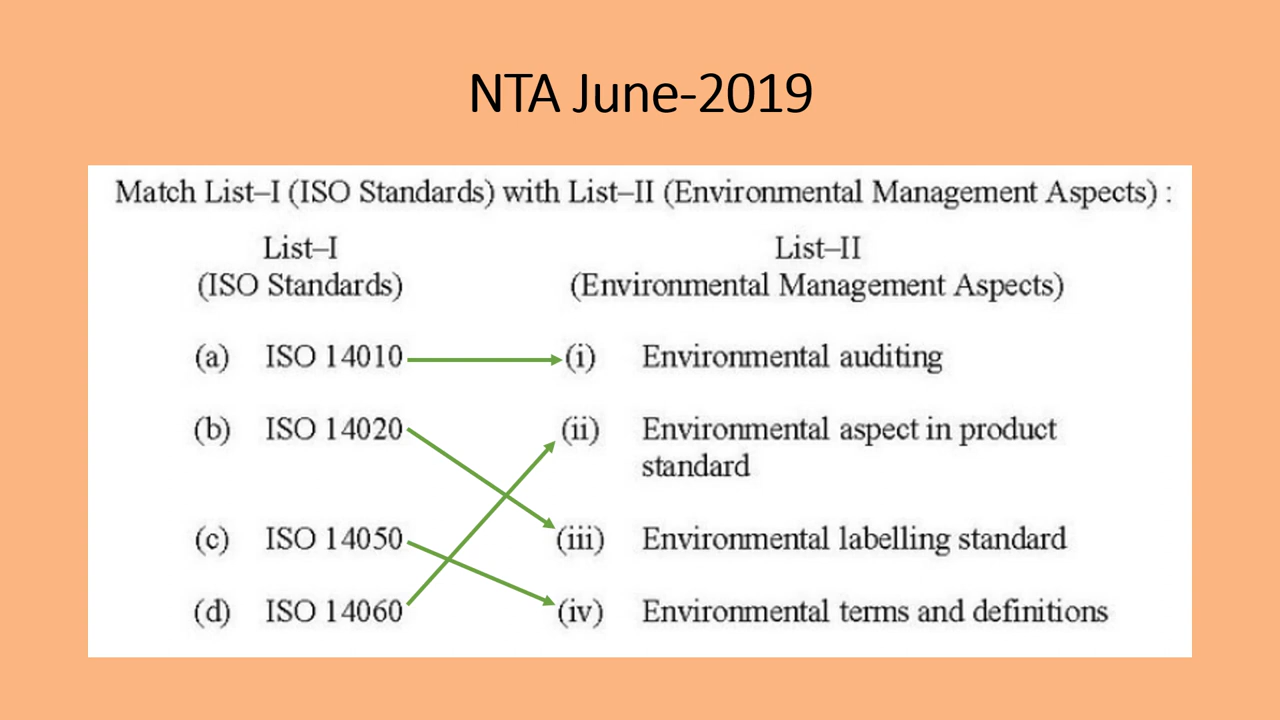 NTA June-2019
Match List–I (ISO Standards) with List–II (Environmental Management Aspects) :
List–I List–II
(ISO Standards) (Environmental Management Aspects)
(a) ISO 14010 (i) Environmental auditing
(b) ISO 14020 (ii) Environmental aspect in product
standard
(c) ISO 14050 (iii) Environmental labelling standard
(d) ISO 14060 (iv) Environmental terms and definitions